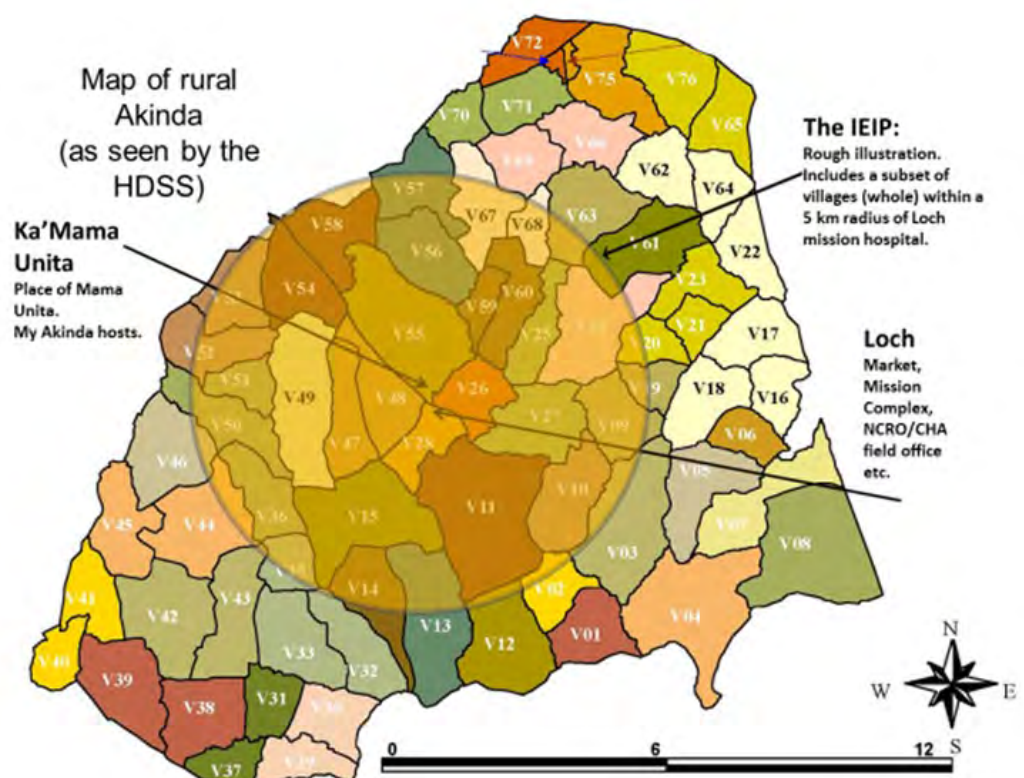 Map of rural
Akinda
(as seen by the
HDSS)
Ka'Mama
Unita
Place of Mama
Unita.
My Akinda hosts.
The IEIP:
Rough illustration.
Includes a subset of
villages (whole) within a
5 km radius of Loch
mission hospital.
Loch
Market,
Mission
Complex,
NCRO/CHA
field office
etc.
V72
V75
V76
V70
V71
V65
V62
V64
V57
V67
V68
V63
V58
V56
V61
V22
V54
V59
V60
V23
V55
V25
V21
V17
V20
V51
V49
V48
V26
V18
V16
V50
V47
V28
V27
V09
V06
V46
V05
V45
V44
V36
V15
V11
V10
V03
V07
V08
V41
V42
V43
V14
V02
V13
V12
V01
V04
V40
V39
V33
V32
V38
V31
V37
N
W
E
S
0
6
12